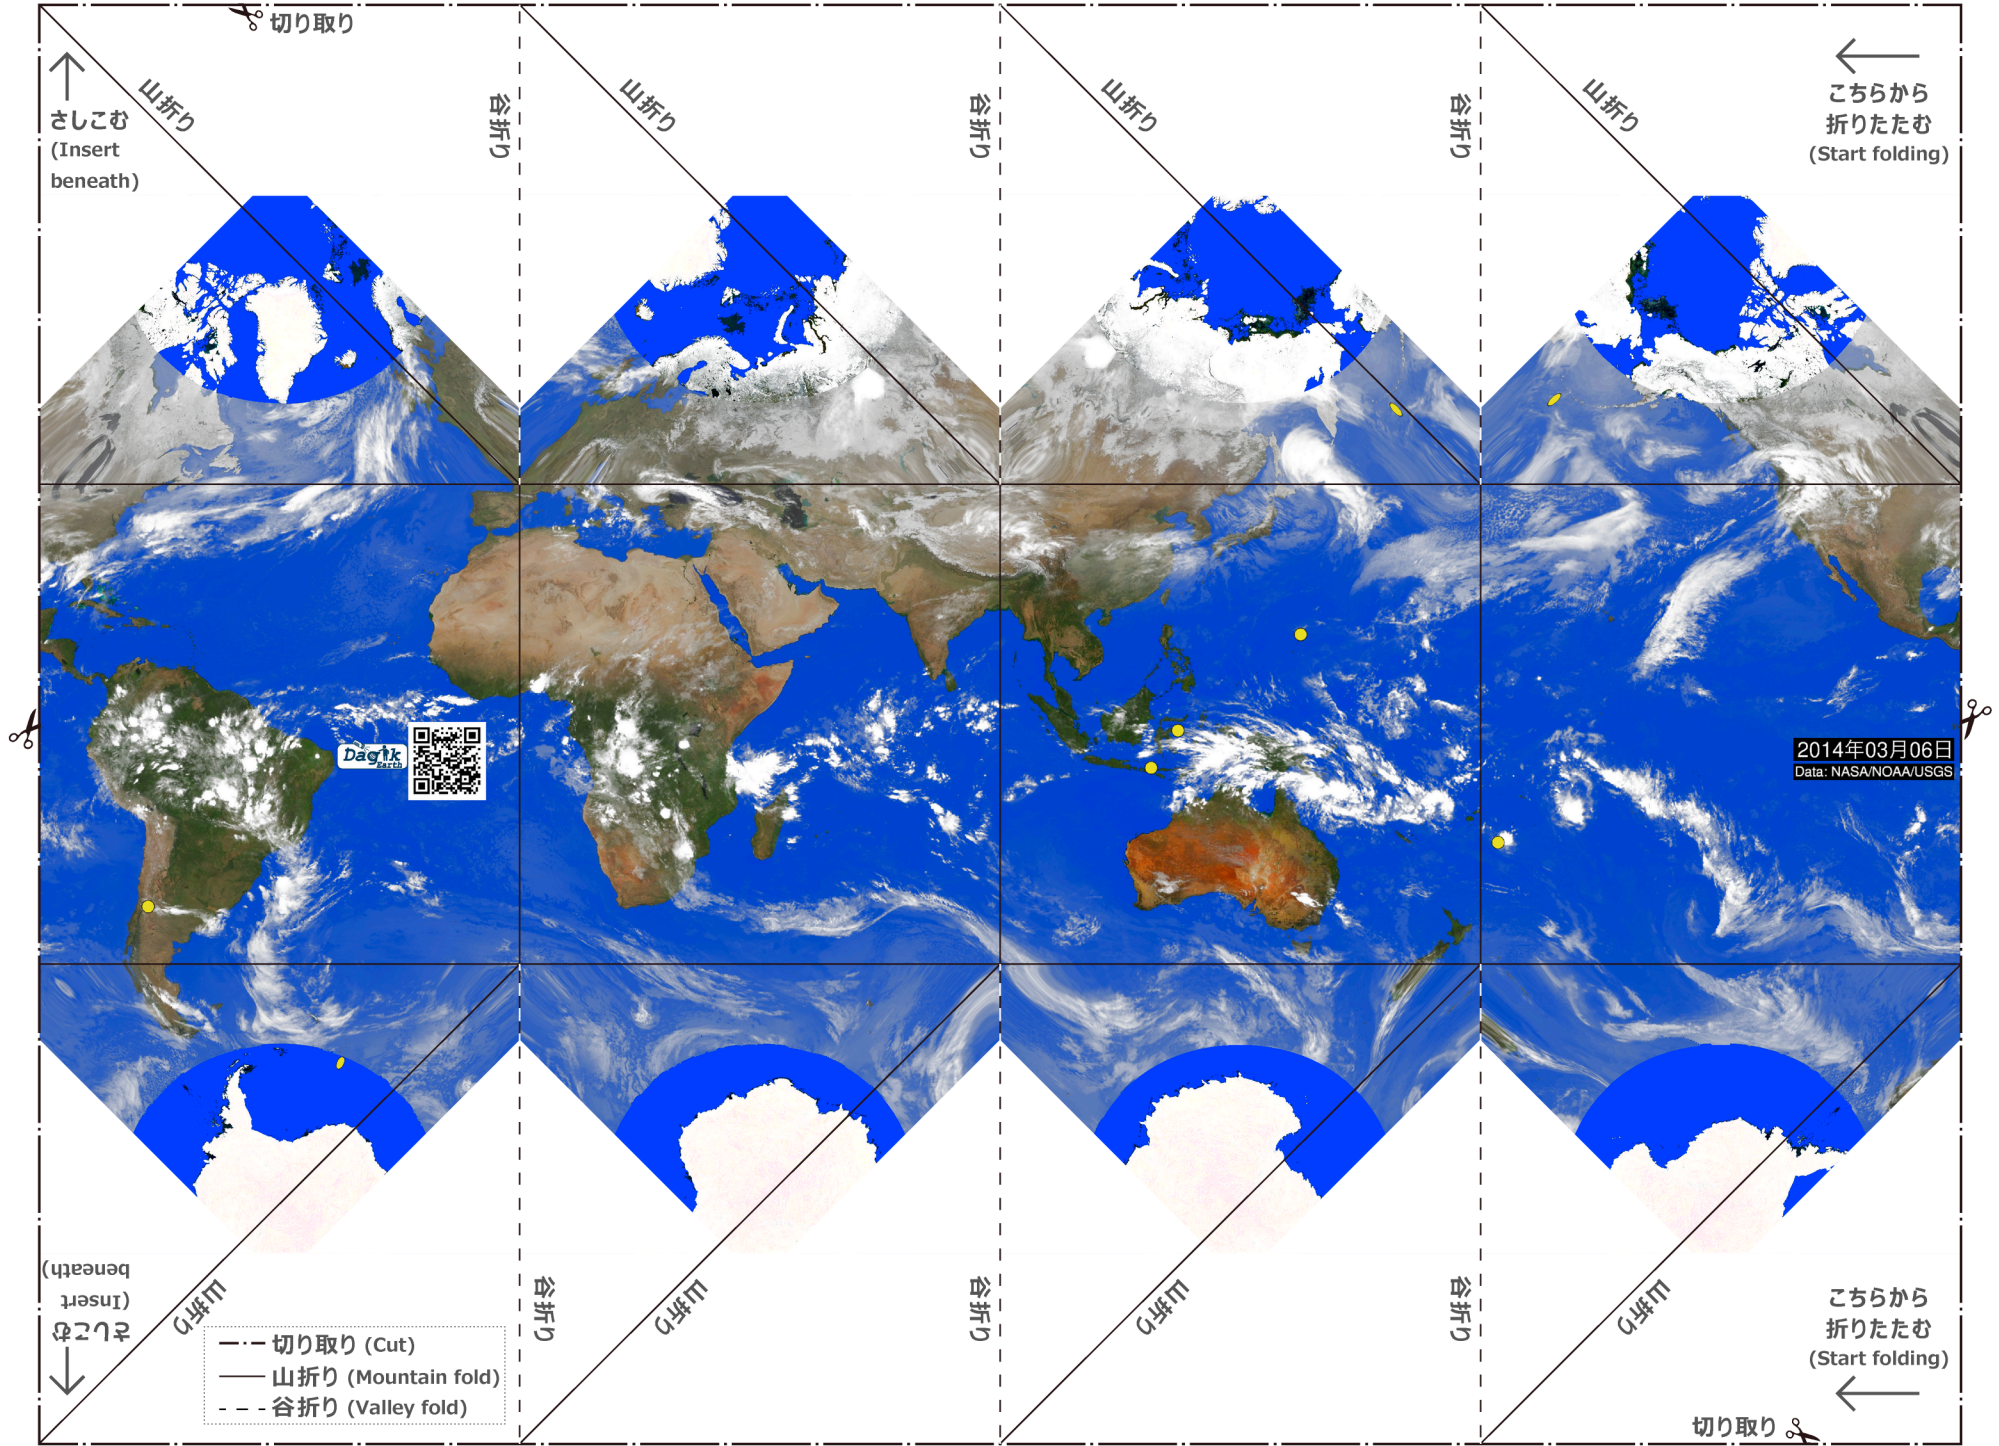 切り取り
山折り
谷折り
山折り
谷折り
山折り
谷折り
山折り
さしこむ
(Insert
beneath)
こちらから
折りたたむ
(Start folding)
Dagik
Earth
2014年03月06日
Data: NASA/NOAA/USGS
さしこむ
(Insert
beneath)
山折り
谷折り
山折り
谷折り
山折り
谷折り
山折り
こちらから
折りたたむ
(Start folding)
切り取り (Cut)
山折り (Mountain fold)
谷折り (Valley fold)
切り取り